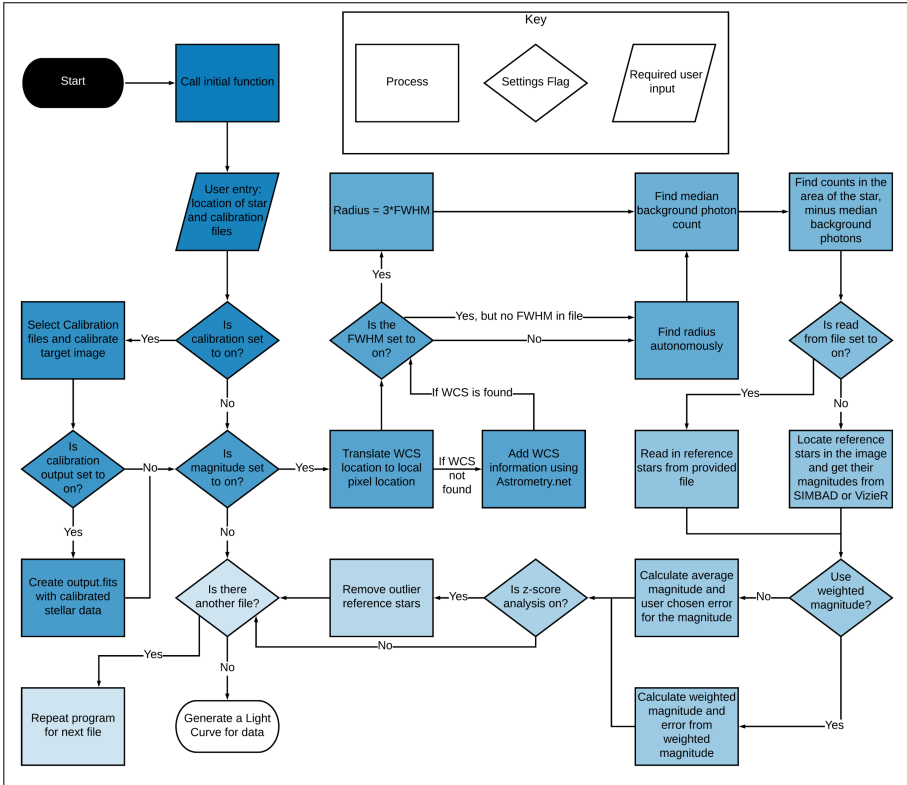 Key
Process
Settings Flag
Required user
input
Start
Call initial function
User entry:
location of star
and calibration
files
Radius = 3*FWHM
Find median
background photon
count
Find counts in the
area of the star,
minus median
background
photons
Yes
Select Calibration
files and calibrate
target image
Yes
Is
calibration set
to on?
Is the
FWHM set to
on?
Yes, but no FWHM in file
No
Find radius
autonomously
Is read
from file set to
on?
No
If WCS is found
Yes
No
Is
calibration
output set to
on?
No
Is
magnitude set
to on?
Yes
Translate WCS
location to local
pixel location
If WCS
not
found
Add WCS
information using
Astrometry.net
Read in reference
stars from provided
file
Locate reference
stars in the image
and get their
magnitudes from
SIMBAD or VizieR
Yes
No
Create output.fits
with calibrated
stellar data
Is there
another file?
Remove outlier
reference stars
Yes
Is z-score
analysis on?
Calculate average
magnitude and
user chosen error
for the magnitude
No
Use
weighted
magnitude?
No
Yes
No
Repeat program
for next file
Generate a Light
Curve for data
Calculate weighted
magnitude and
error from
weighted
magnitude
Yes